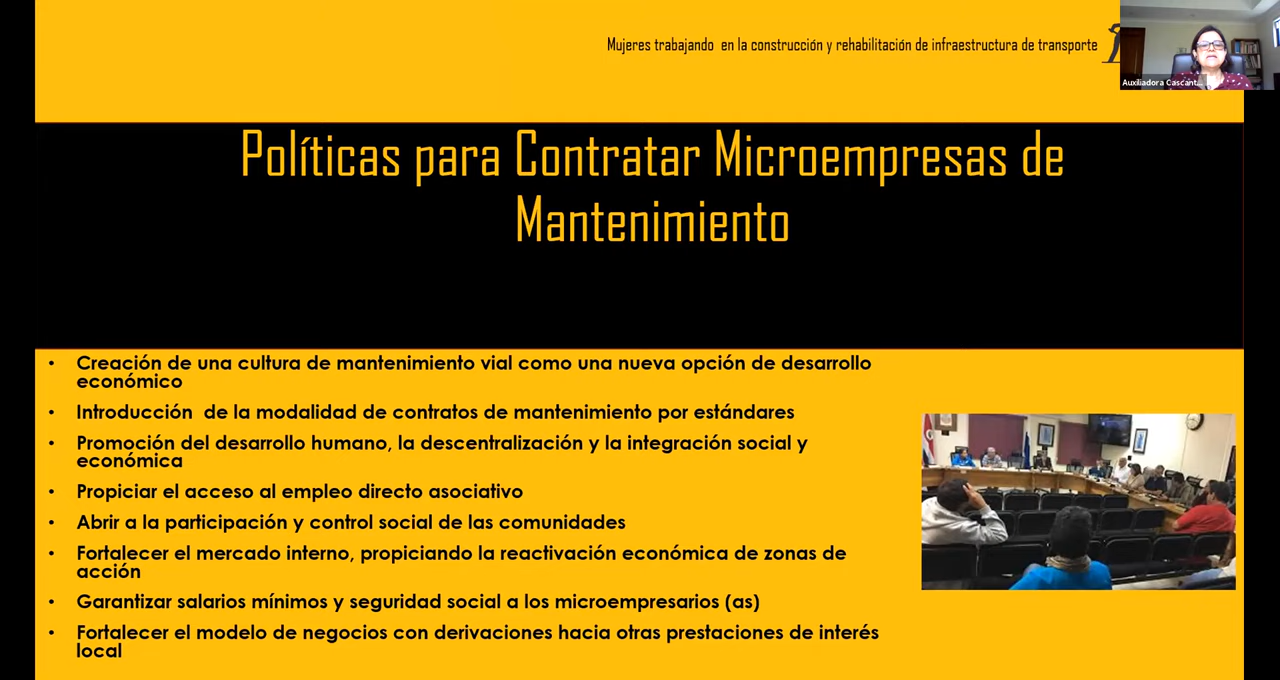 Mujeres trabajando en la construcción y rehabilitación de infraestructura de transporte
Auxiliadora Cascant...
Políticas para Contratar Microempresas de
Mantenimiento
• Creación de una cultura de mantenimiento vial como una nueva opción de desarrollo
económico
• Introducción de la modalidad de contratos de mantenimiento por estándares
• Promoción del desarrollo humano, la descentralización y la integración social y
económica
• Propiciar el acceso al empleo directo asociativo
• Abrir a la participación y control social de las comunidades
• Fortalecer el mercado interno, propiciando la reactivación económica de zonas de
acción
• Garantizar salarios mínimos y seguridad social a los microempresarios (as)
• Fortalecer el modelo de negocios con derivaciones hacia otras prestaciones de interés
local